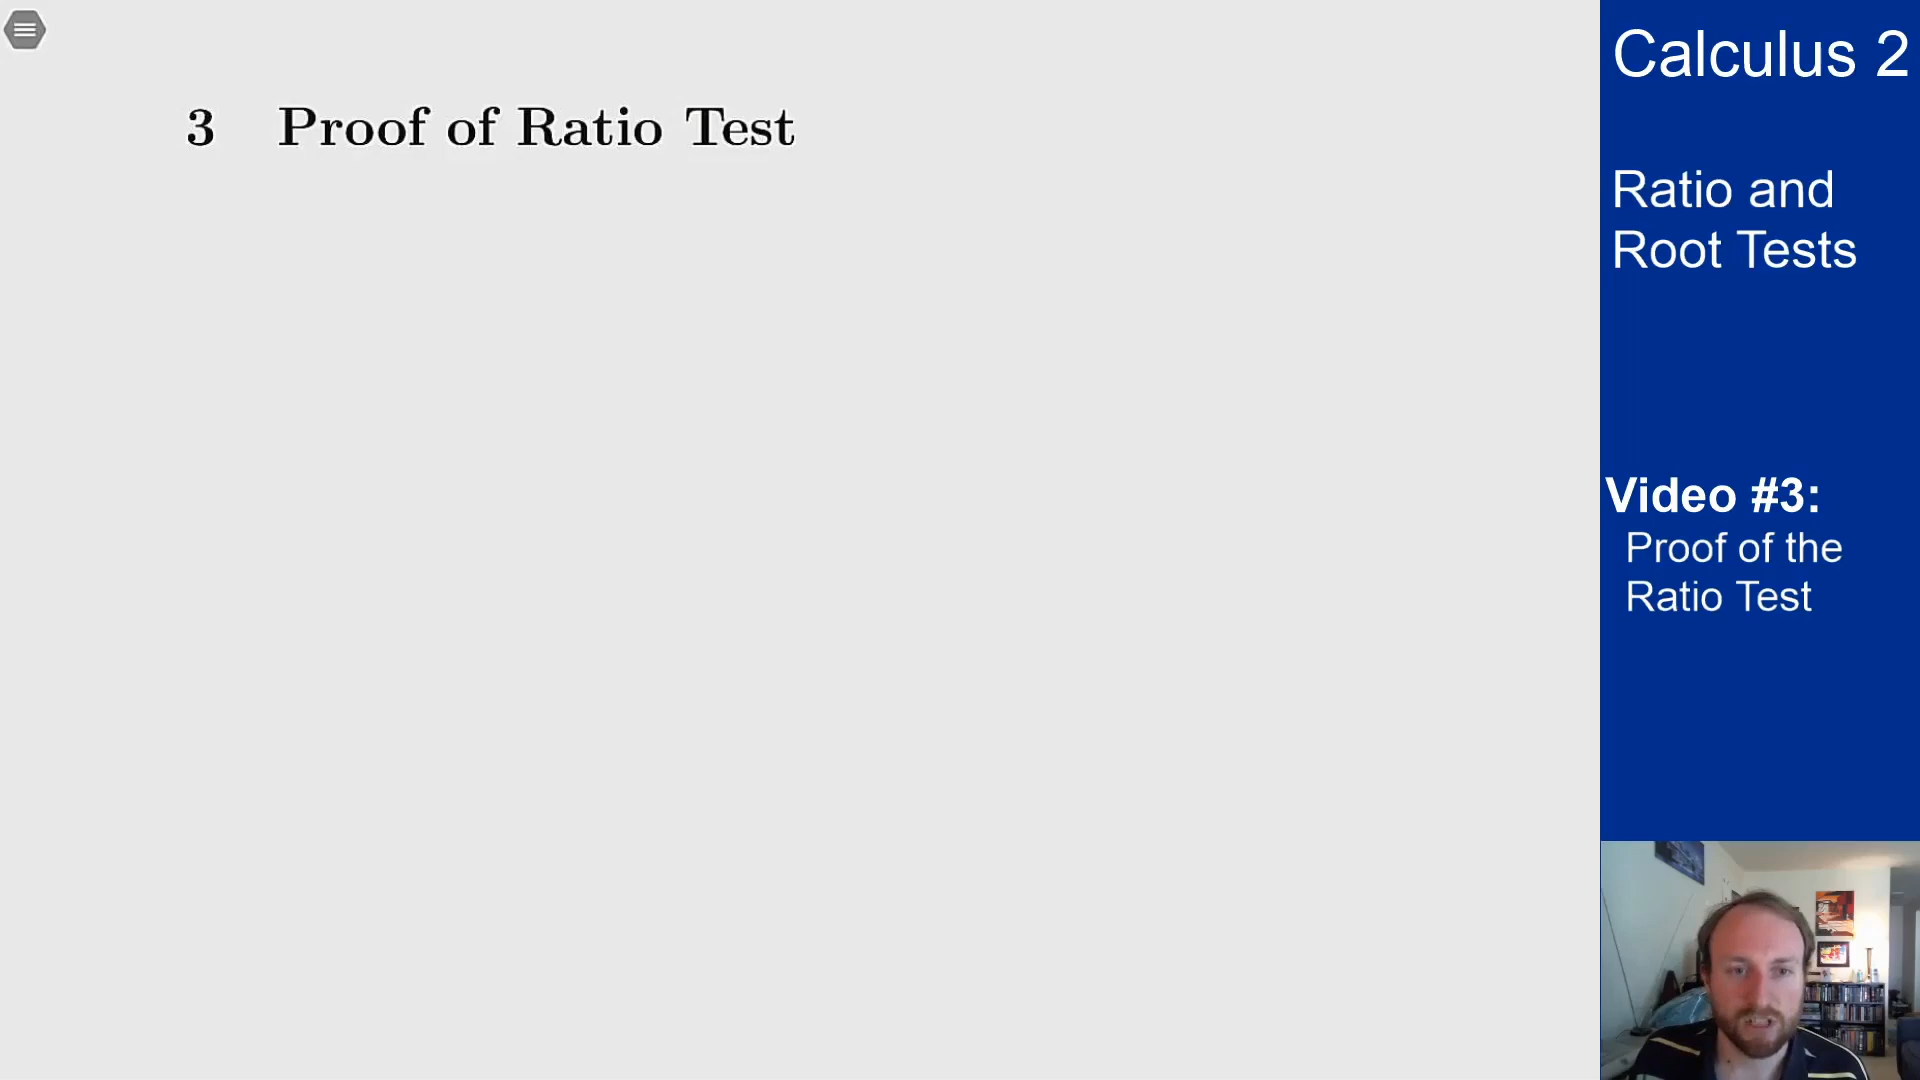 3 Proof of Ratio Test
Calculus 2
Ratio and
Root Tests
Video #3:
Proof of the
Ratio Test